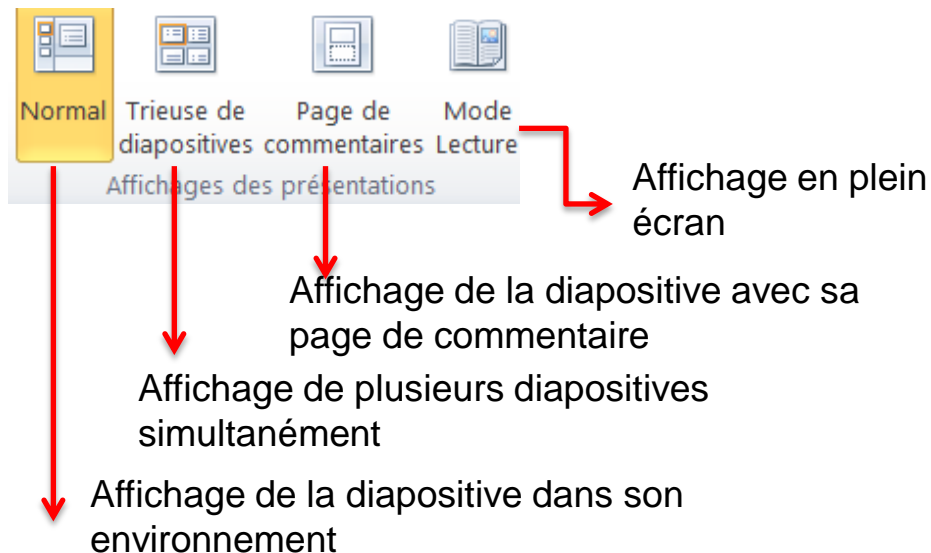 Normal
Trieuse de
diapositives
Page de
commentaires
Mode
Lecture
Affichages des présentations
Affichage en plein
écran
Affichage de la diapositive avec sa
page de commentaire
Affichage de plusieurs diapositives
simultanément
Affichage de la diapositive dans son
environnement